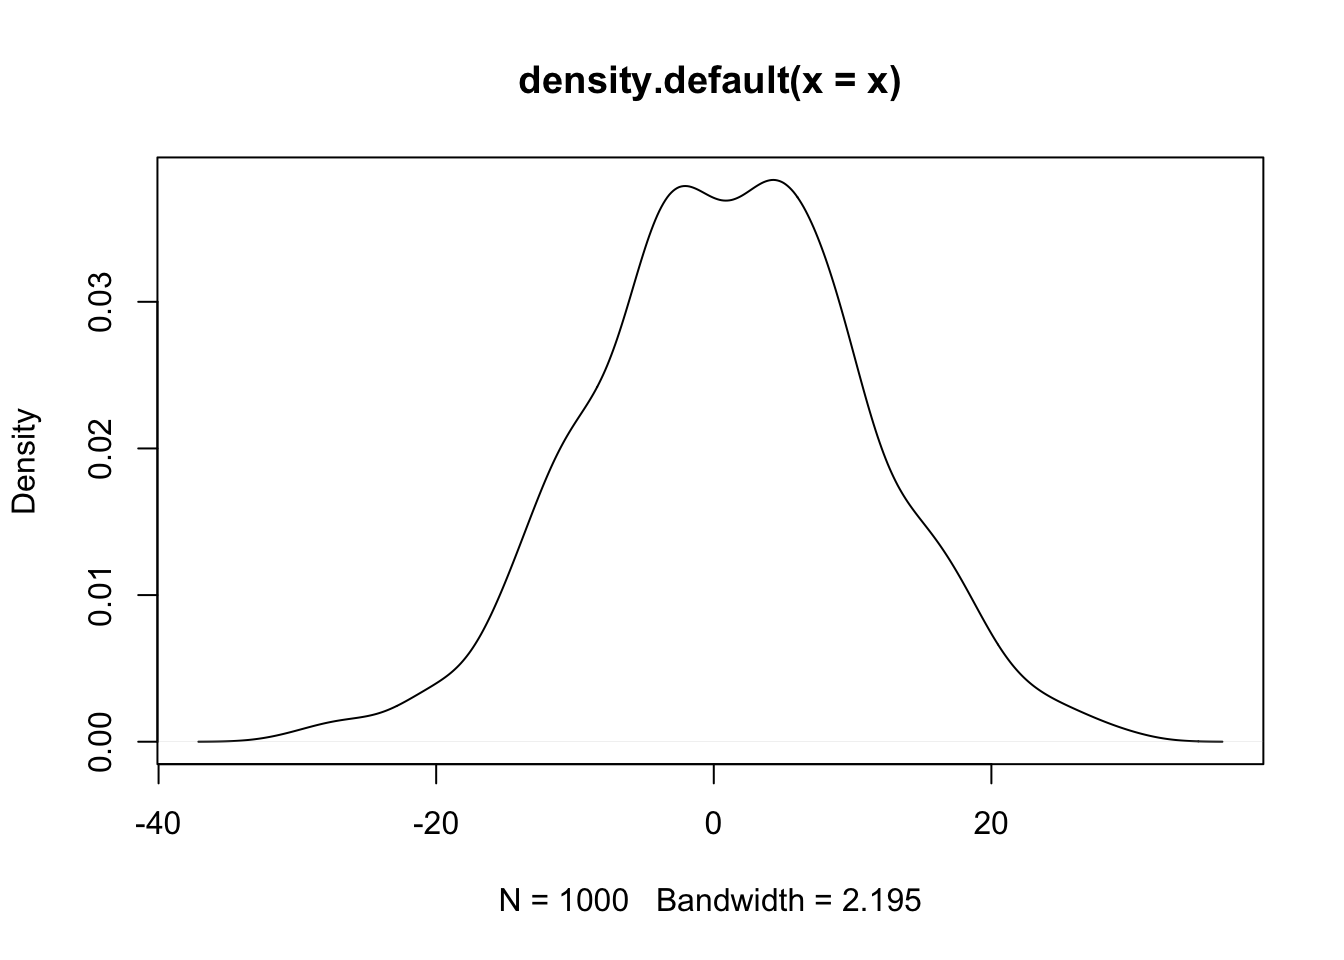 density.default(x = x)
Density
0.03
0.02
0.01
0.00
-40 -20 0 20
N = 1000 Bandwidth = 2.195